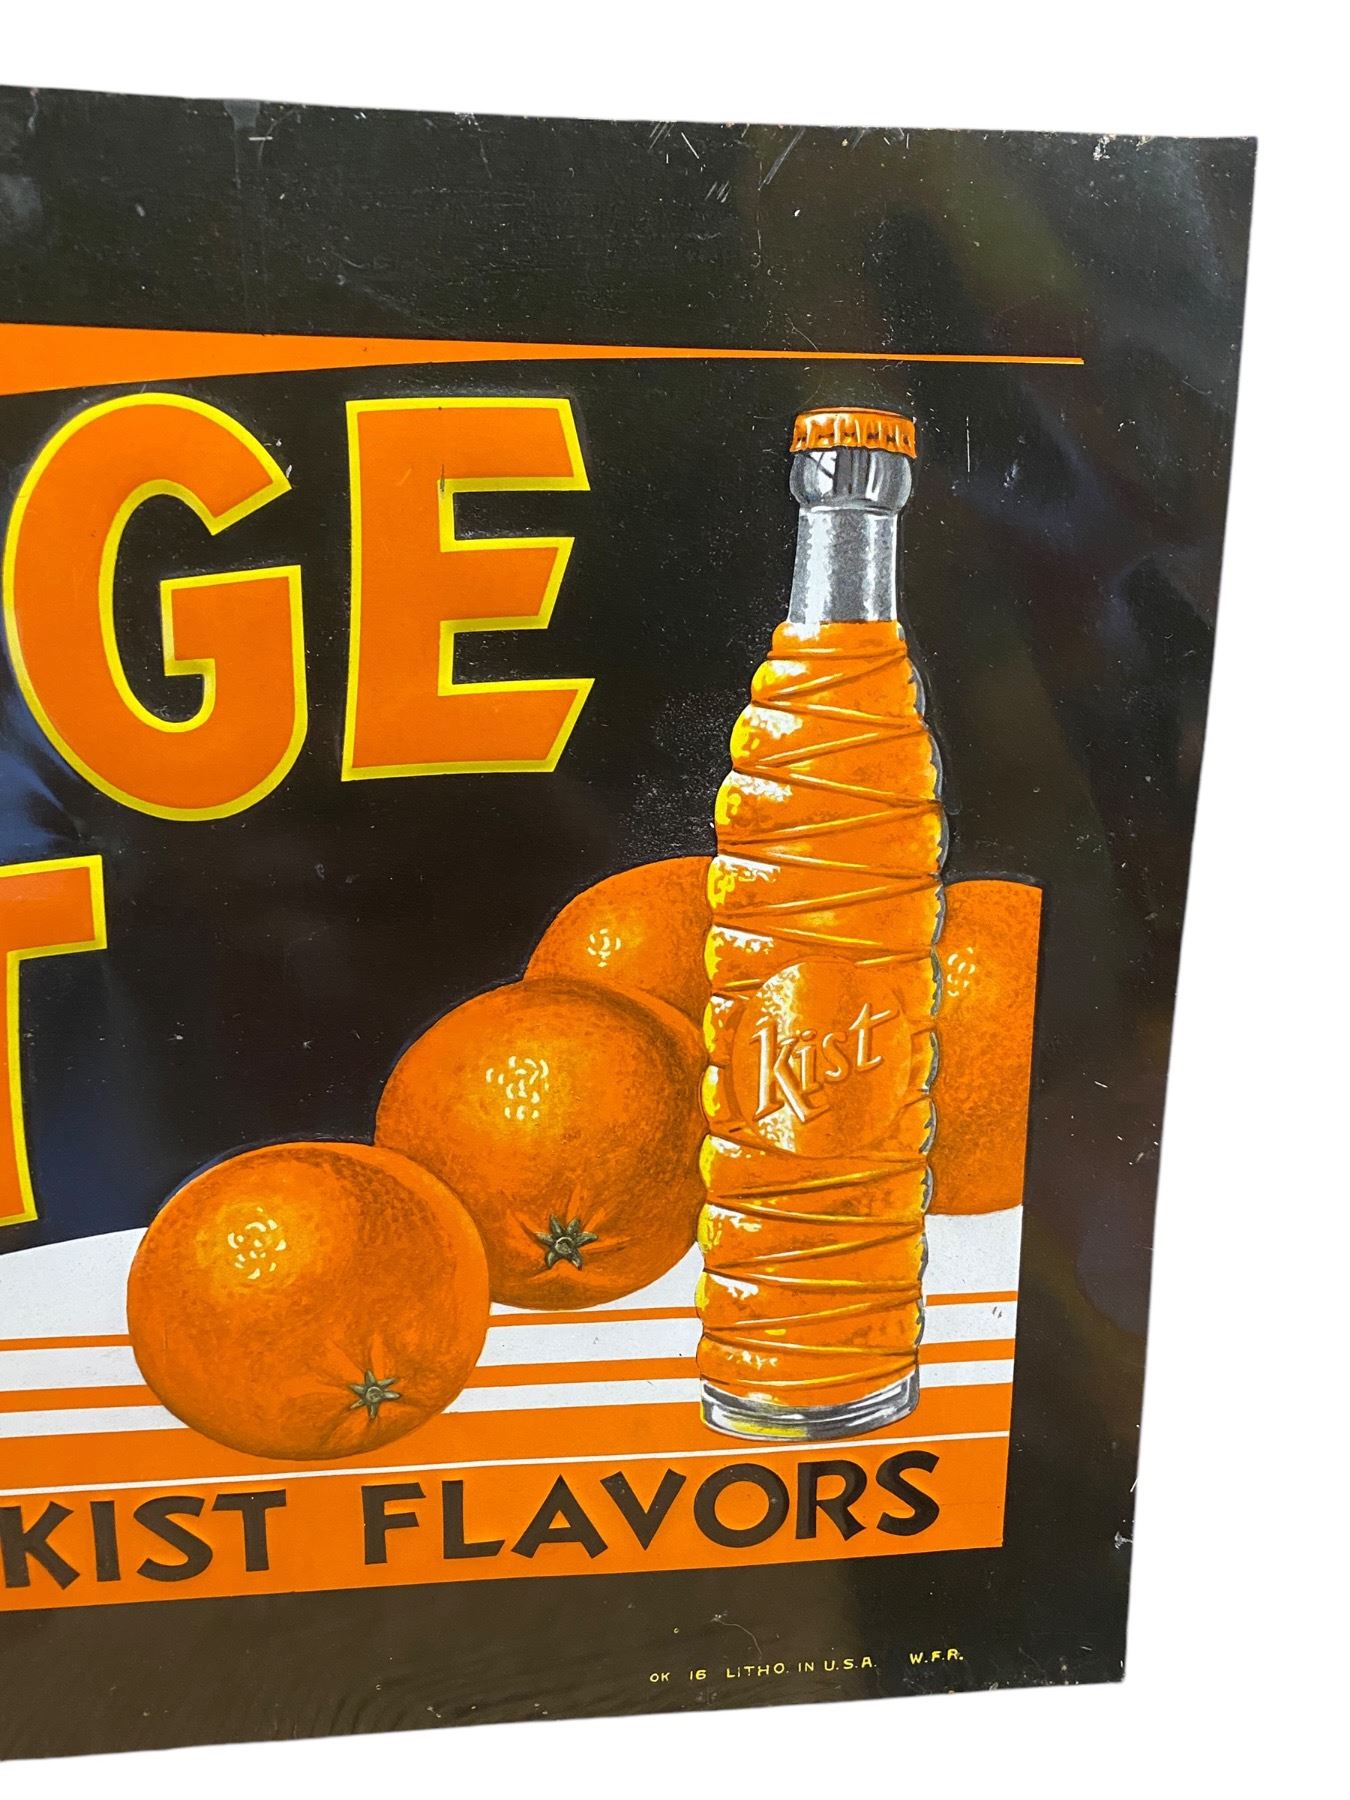 GE
T
Kist
KIST FLAVORS
OK 16 LITHO. IN U.S.A. W.F.R.